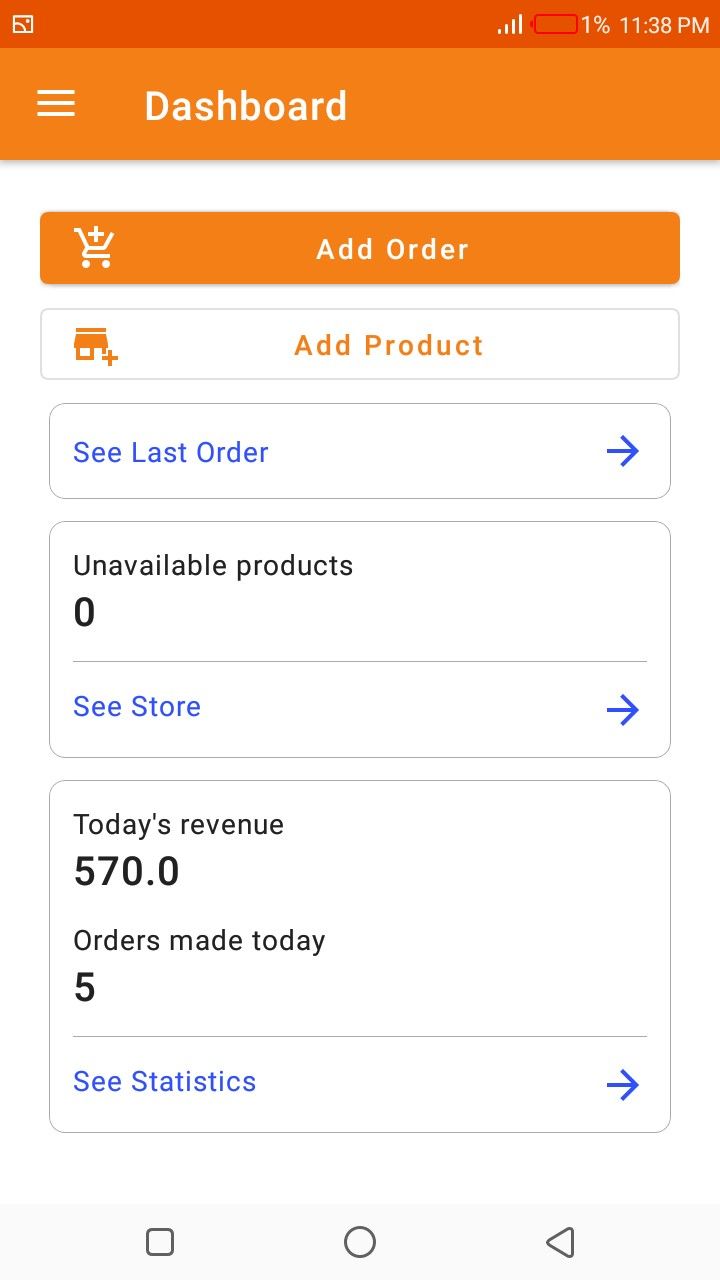 1% 11:38 PM
Dashboard
Add Order
Add Product
See Last Order
Unavailable products
0
See Store
Today's revenue
570.0
Orders made today
5
See Statistics